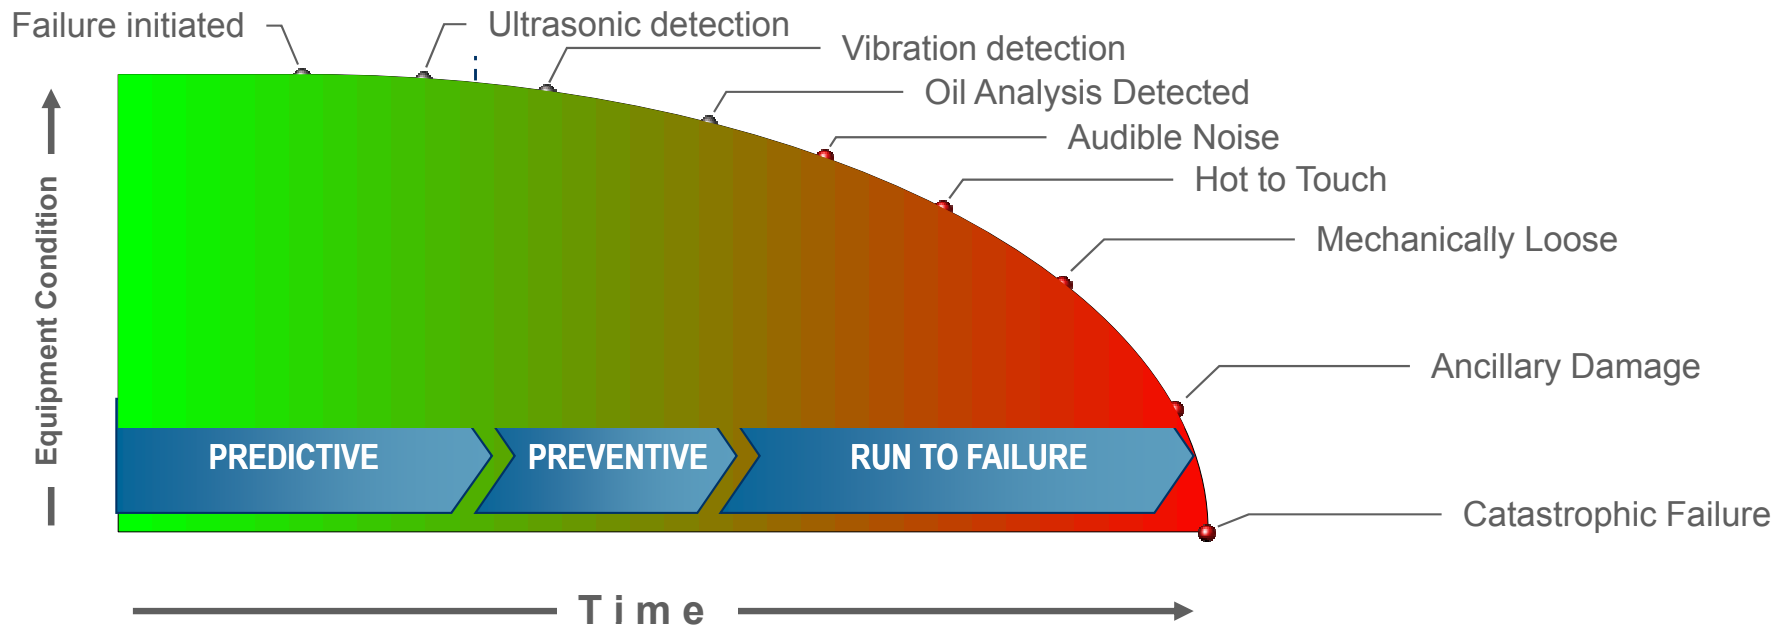 Failure initiated
Ultrasonic detection
Vibration detection
Oil Analysis Detected
Audible Noise
Hot to Touch
Mechanically Loose
Ancillary Damage
Catastrophic Failure
Equipment Condition
PREDICTIVE
PREVENTIVE
RUN TO FAILURE
Time